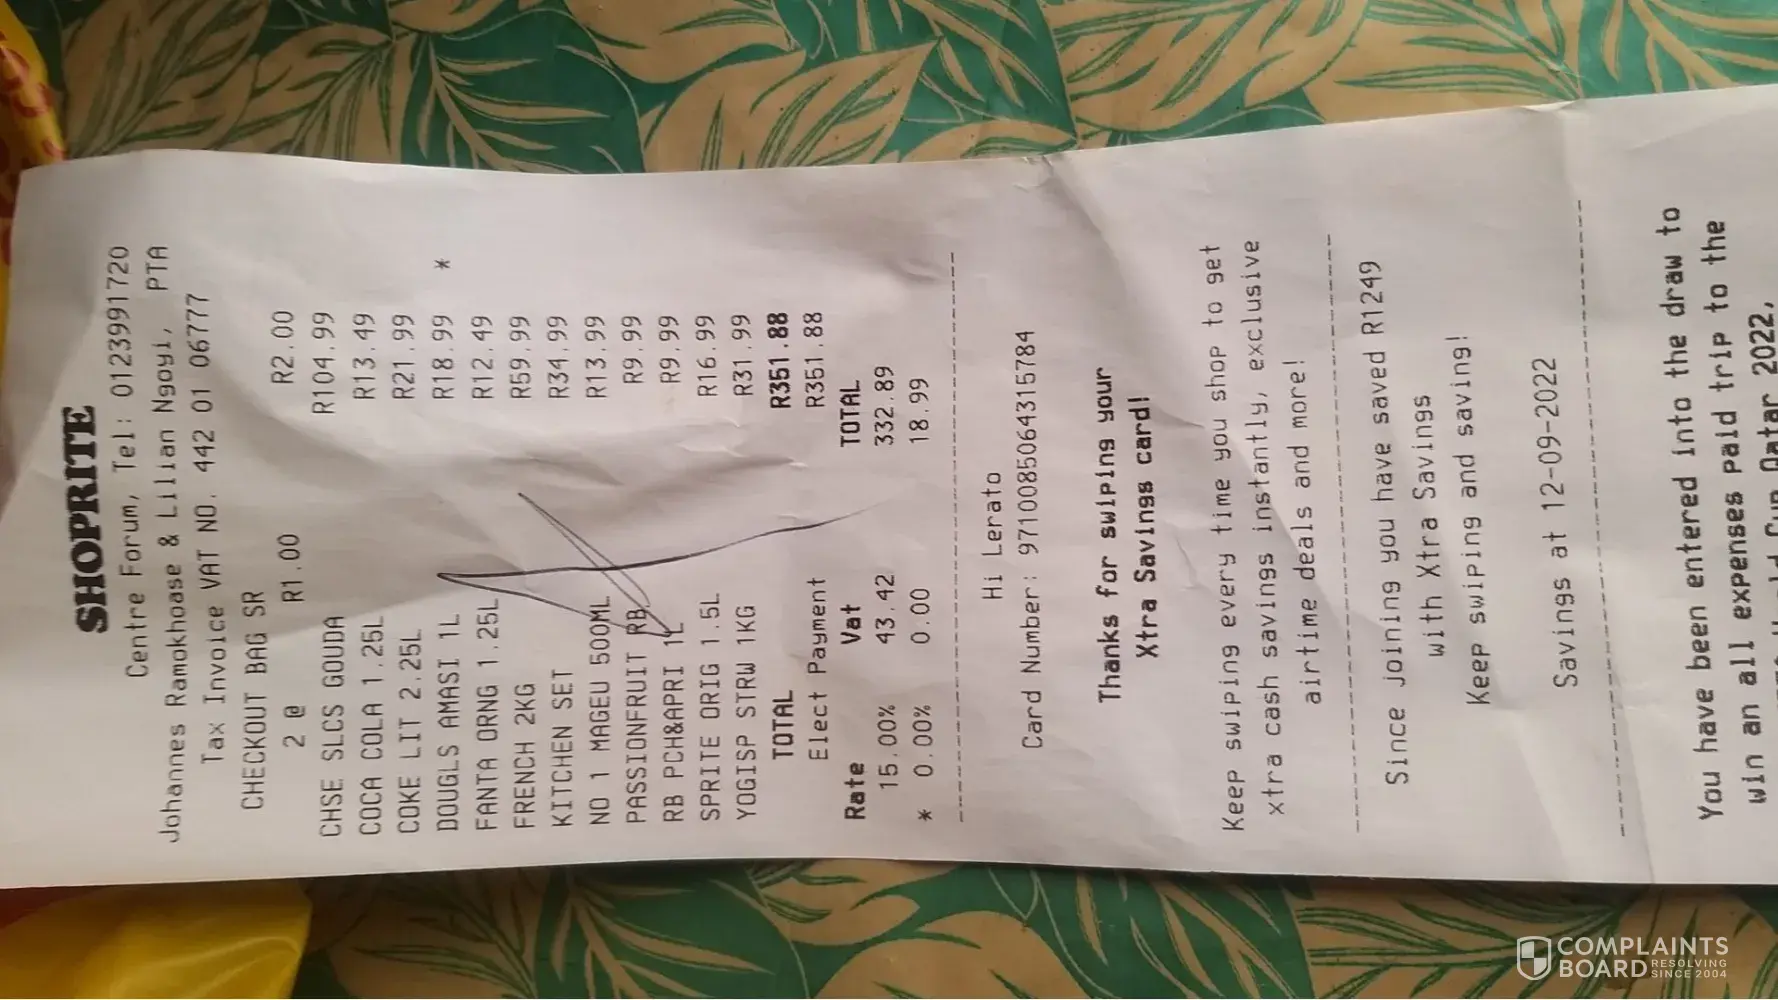 SHOPRITE
Centre Forum, Tel: 0123991720
Johannes Ramokhoase & Lilian Ngoyi, PTA
Tax Invoice VAT NO. 442 01 06777
CHECKOUT BAG SR
2 @ R1.00 R2.00
CHSE SLCS GOUDA R104.99
COCA COLA 1.25L R13.49
COKE LIT 2.25L R21.99
DOUGLS AMASI 1L R18.99 *
FANTA ORNG 1.25L R12.49
FRENCH 2KG R59.99
KITCHEN SET R34.99
NO 1 MAGEU 500ML R13.99
PASSIONFRUIT RB R9.99
RB PCH&APRI 1L R9.99
SPRITE ORIG 1.5L R16.99
YOGISP STRW 1KG R31.99
TOTAL R351.88
Elect Payment R351.88
Rate Vat TOTAL
15.00% 43.42 332.89
* 0.00% 0.00 18.99
Hi Lerato
Card Number: 9710085064315784
Thanks for swiping your
Xtra Savings card!
Keep swiping every time you shop to get
xtra cash savings instantly, exclusive
airtime deals and more!
Since joining you have saved R1249
with Xtra Savings
Keep swiping and saving!
Savings at 12-09-2022
You have been entered into the draw to
win an all expenses paid trip to the
Cup Qatar 2022.
COMPLAINTS
BOARD RESOLVING SINCE 2004